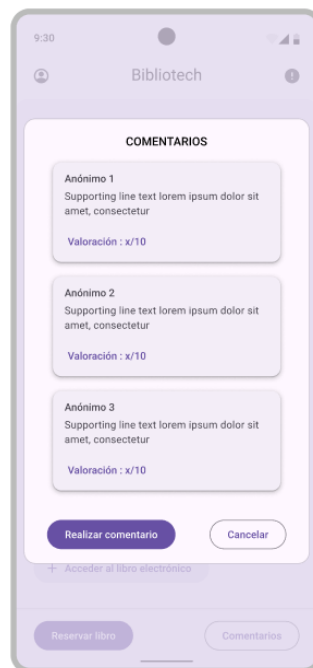 9:30
Bibliotech
COMENTARIOS
Anónimo 1
Supporting line text lorem ipsum dolor sit
amet, consectetur
Valoración : x/10
Anónimo 2
Supporting line text lorem ipsum dolor sit
amet, consectetur
Valoración : x/10
Anónimo 3
Supporting line text lorem ipsum dolor sit
amet, consectetur
Valoración : x/10
Realizar comentario Cancelar
+ Acceder al libro electrónico
Reservar libro Comentarios